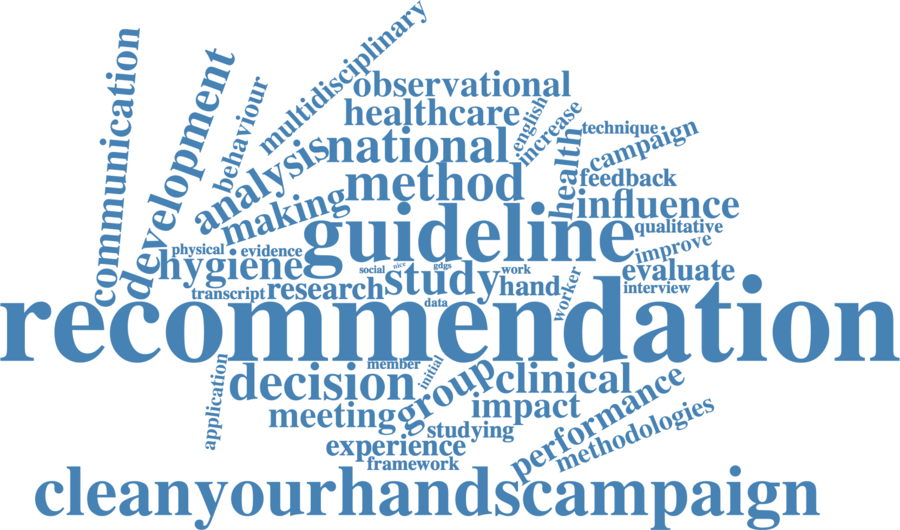 communication
development
behaviour
multidisciplinary
observational
healthcare
english
increase
technique
campaign
analysis
national
health
feedback
making
method
influence
guideline
qualitative
physical
evidence
improve
hygiene
social
nice
gdgs
work
evaluate
transcript
research
study
hand
worker
interview
data
recommendation
application
member
initial
decision
group
clinical
performance
meeting
impact
methodologies
studying
experience
framework
cleanyourhandscampaign